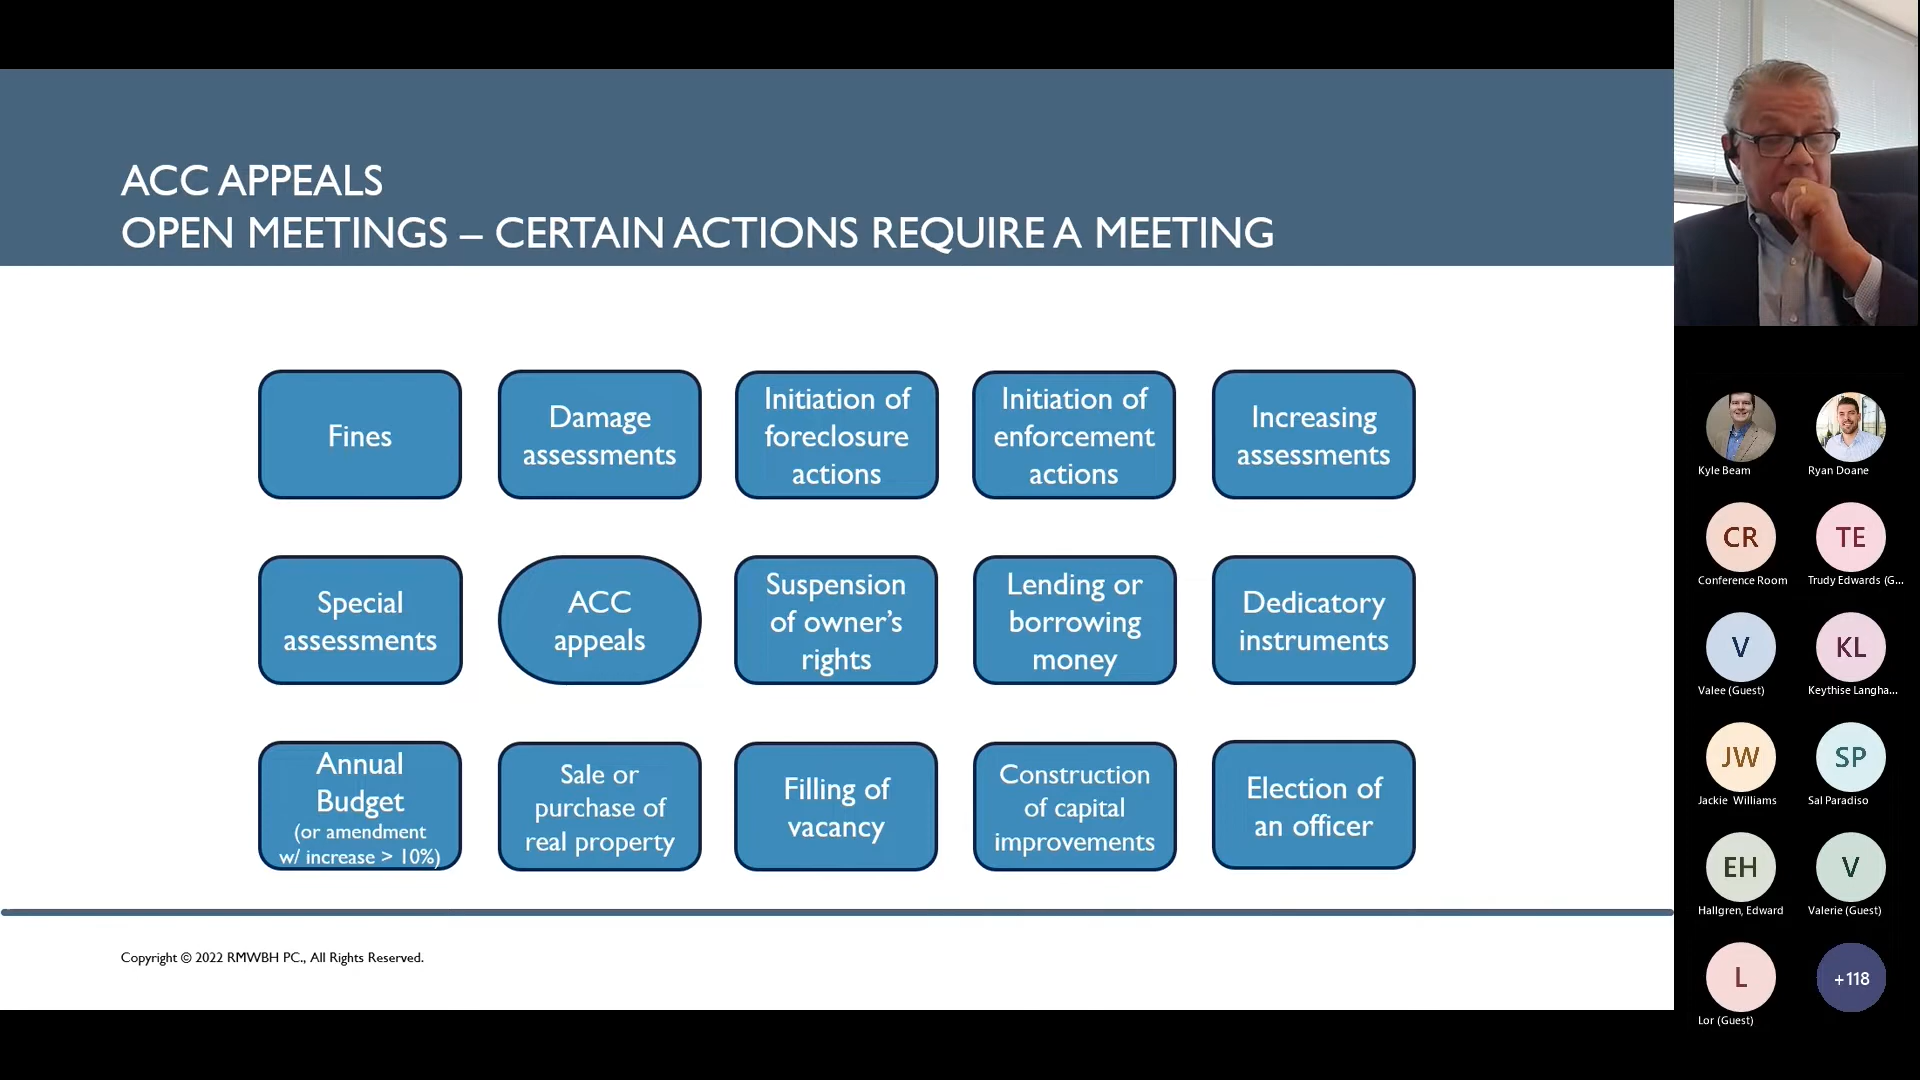 ACC APPEALS
OPEN MEETINGS – CERTAIN ACTIONS REQUIRE A MEETING
Fines
Damage
assessments
Initiation of
foreclosure
actions
Initiation of
enforcement
actions
Increasing
assessments
Special
assessments
ACC
appeals
Suspension
of owner's
rights
Lending or
borrowing
money
Dedicatory
instruments
Annual
Budget
(or amendment
w/ increase > 10%)
Sale or
purchase of
real property
Filling of
vacancy
Construction
of capital
improvements
Election of
an officer
Copyright © 2022 RMWBH PC., All Rights Reserved.
Kyle Beam
Ryan Doane
CR
Conference Room
TE
Trudy Edwards (G...
V
Valee (Guest)
KL
Keythise Langha...
JW
Jackie Williams
SP
Sal Paradiso
EH
Hallgren, Edward
V
Valerie (Guest)
L
Lor (Guest)
+118